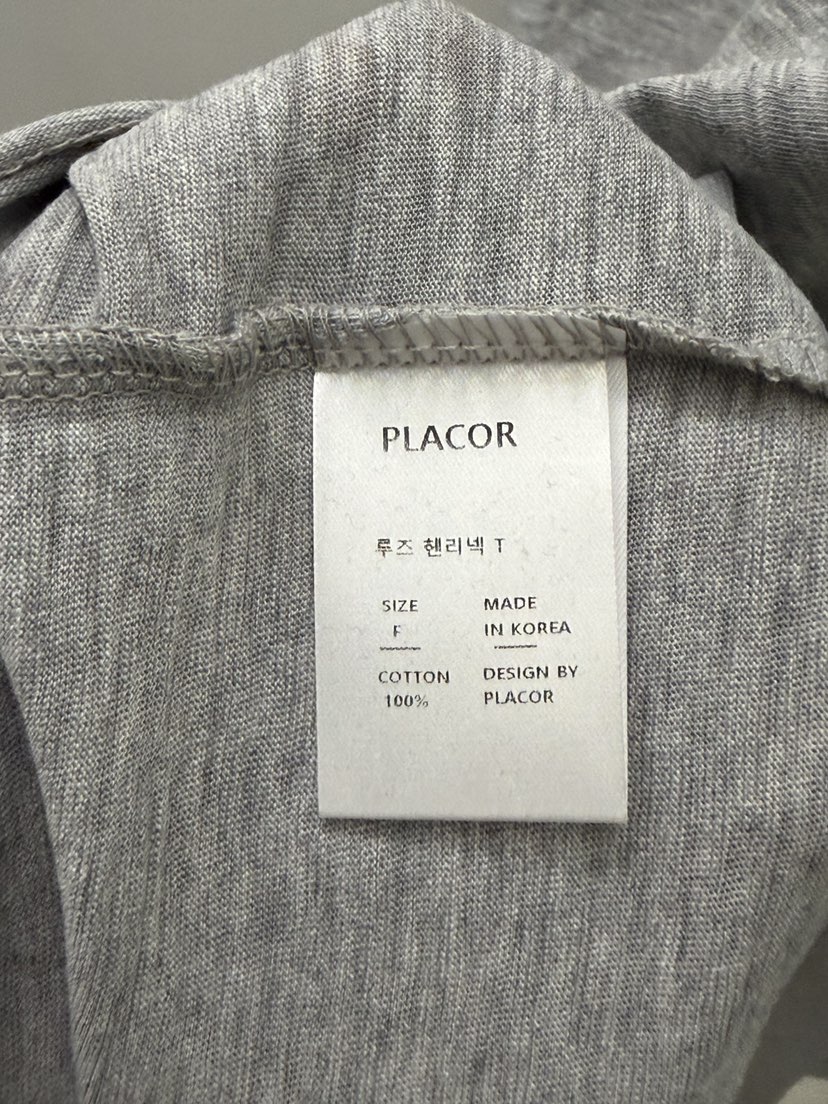 PLACOR
루즈 헨리넥 T
SIZE
F
MADE
IN KOREA
COTTON
100%
DESIGN BY
PLACOR